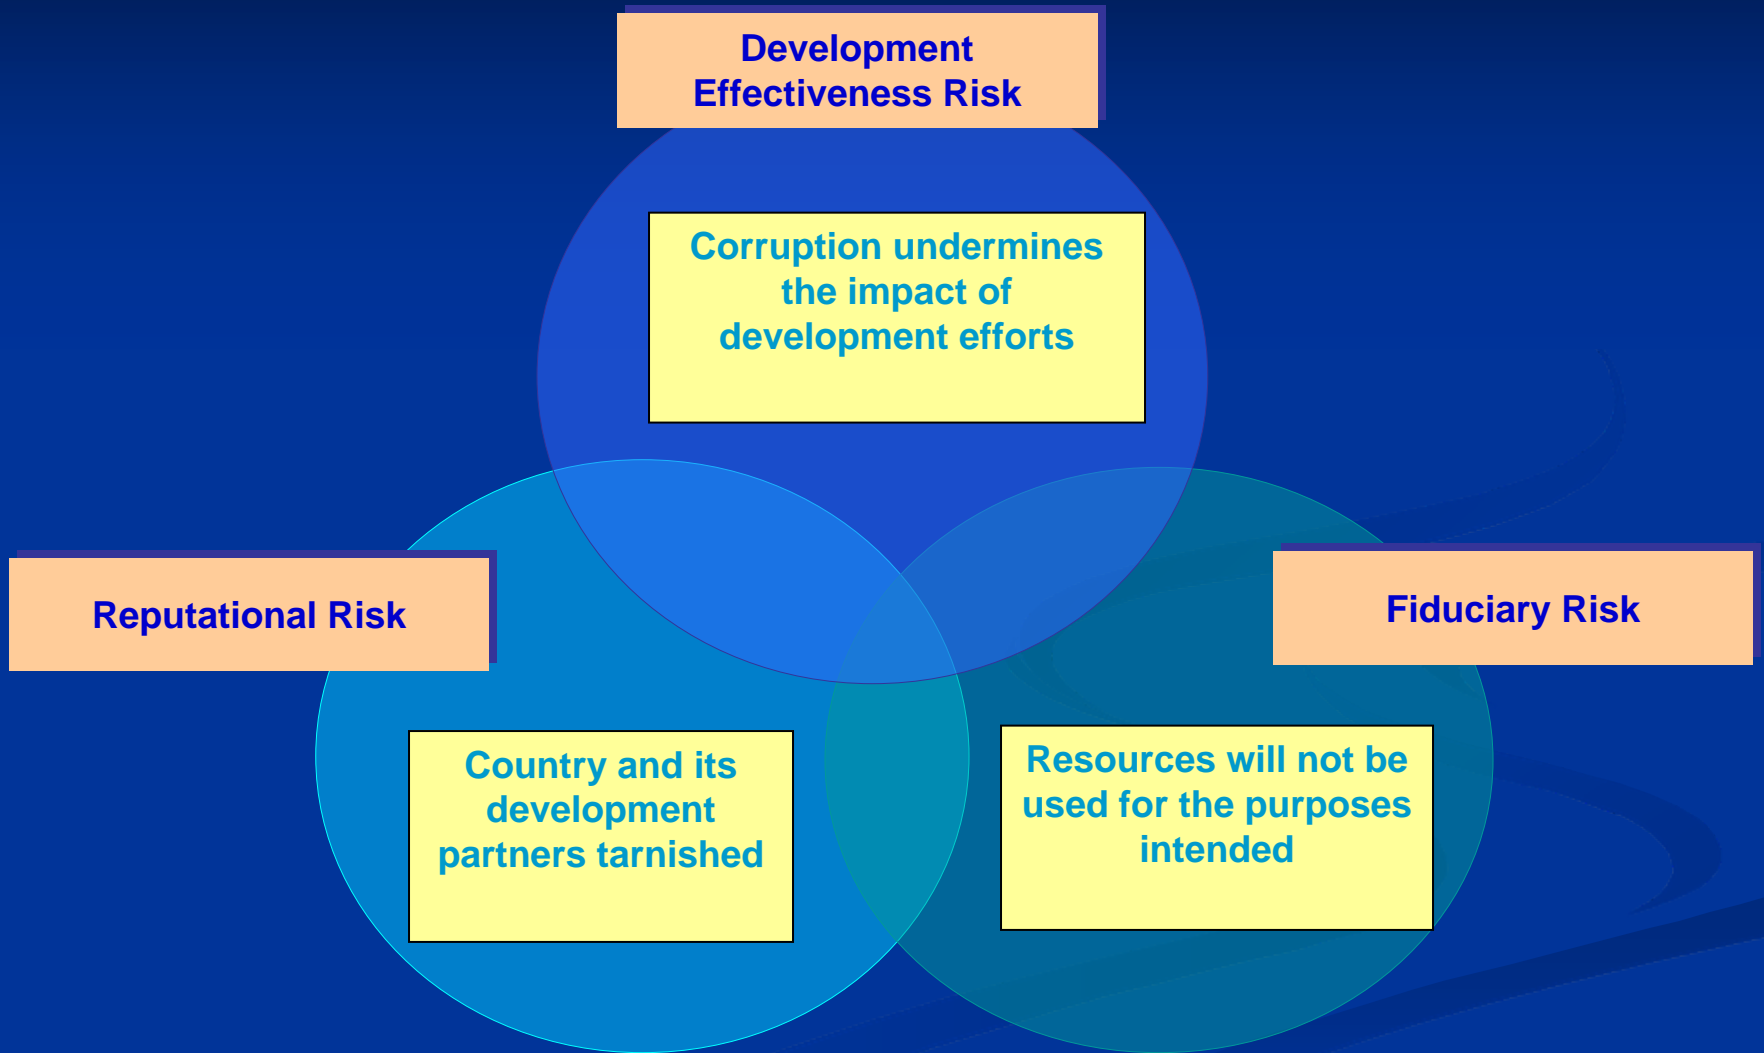 Development
Effectiveness Risk
Corruption undermines
the impact of
development efforts
Reputational Risk
Fiduciary Risk
Country and its
development
partners tarnished
Resources will not be
used for the purposes
intended